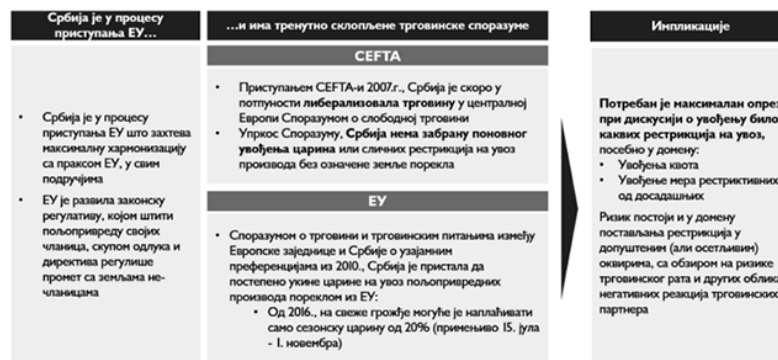 Србија је у процесу
приступања ЕУ...
• Србија је у процесу
приступања ЕУ што захтева
максималну хармонизацију
са праксом ЕУ, у свим
подручјима
• ЕУ је развила законску
регулативу, којом штити
пољопривреду својих
чланица, скупом одлука и
директива регулише
промет са земљама не-
чланицама
...и има тренутно склопљене трговинске споразуме
CEFTA
• Приступањем CEFTA-и 2007.г., Србија је скоро у
потпуности либерализовала трговину у централној
Европи Споразумом о слободној трговини
• Упркос Споразуму, Србија нема забрану поновног
увођења царина или сличних рестрикција на увоз
производа без означене земље порекла
ЕУ
• Споразумом о трговини и трговинским питањима између
Европске заједнице и Србије о узајамним
преференцијама из 2010., Србија је пристала да
постепено укине царине на увоз пољопривредних
производа пореклом из ЕУ:
• Од 2016., на свеже грожђе могуће је наплаћивати
само сезонску царину од 20% (примењиво 15. јула
- 1. новембра)
Импликације
Потребан је максималан опрез
при дискусији о увођењу било
каквих рестрикција на увоз,
посебно у домену:
• Увођења квота
• Увођење мера рестриктивних
од досадашњих
Ризик постоји и у домену
постављања рестрикција у
допуштеним (али осетљивим)
оквирима, са обзиром на ризике
трговинског рата и других облика
негативних реакција трговинских
партнера